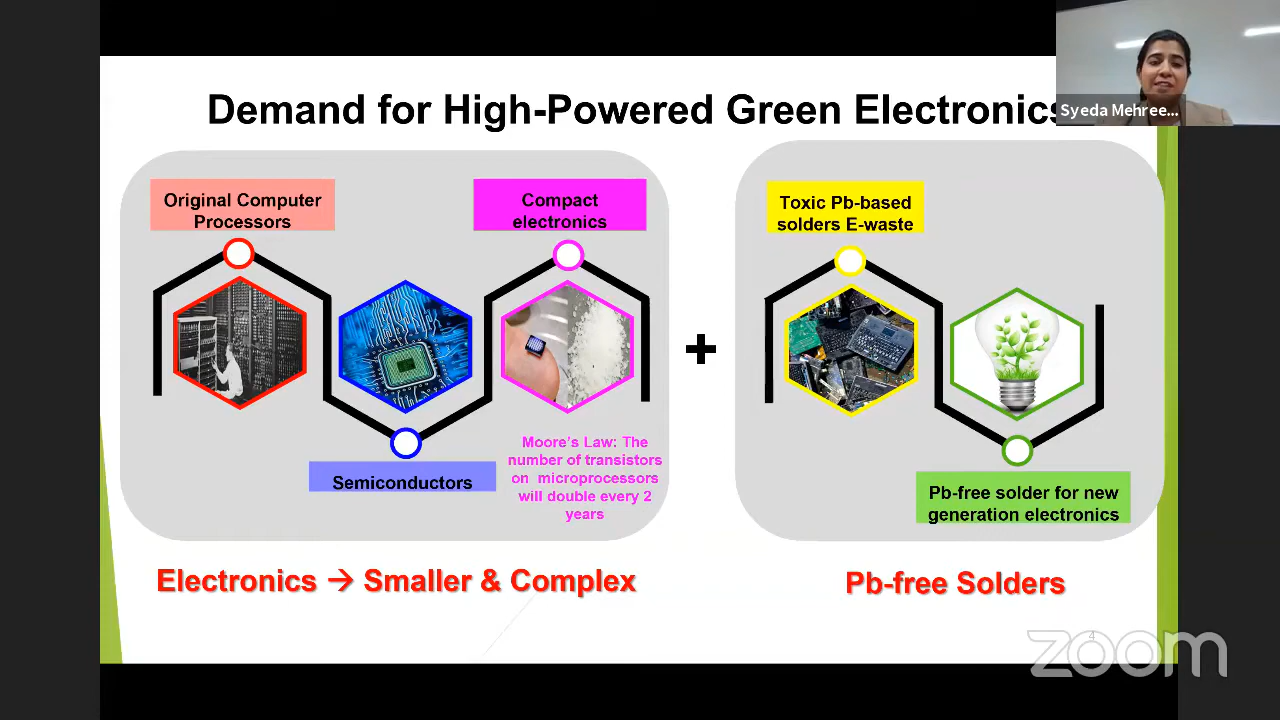 Demand for High-Powered Green Electronics
Syeda Mehree...
Original Computer
Processors
Compact
electronics
Toxic Pb-based
solders E-waste
+
Moore's Law: The
number of transistors
on microprocessors
will double every 2
years
Semiconductors
Pb-free solder for new
generation electronics
Electronics → Smaller & Complex
Pb-free Solders
4
zoom